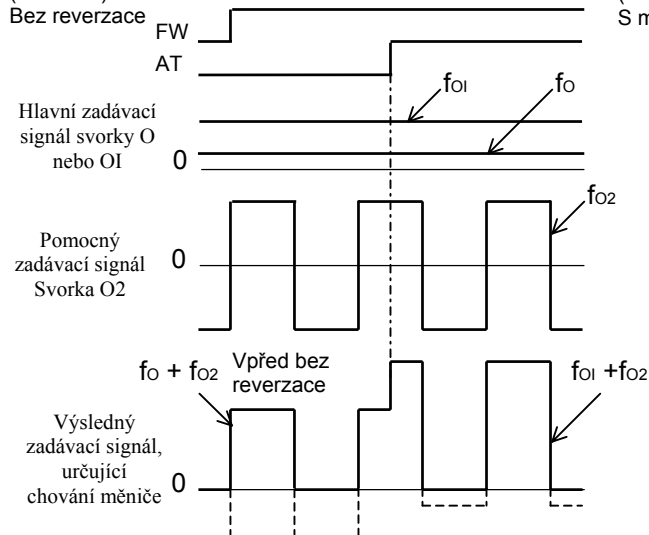 Bez reverzace
S m
FW
AT
fOI
fO
Hlavní zadávací
signál svorky O
nebo OI
0
fO2
Pomocný
zadávací signál
Svorka O2
0
fO + fO2
Vpřed bez
reverzace
fOI +fO2
Výsledný
zadávací signál,
určující
chování měniče
0